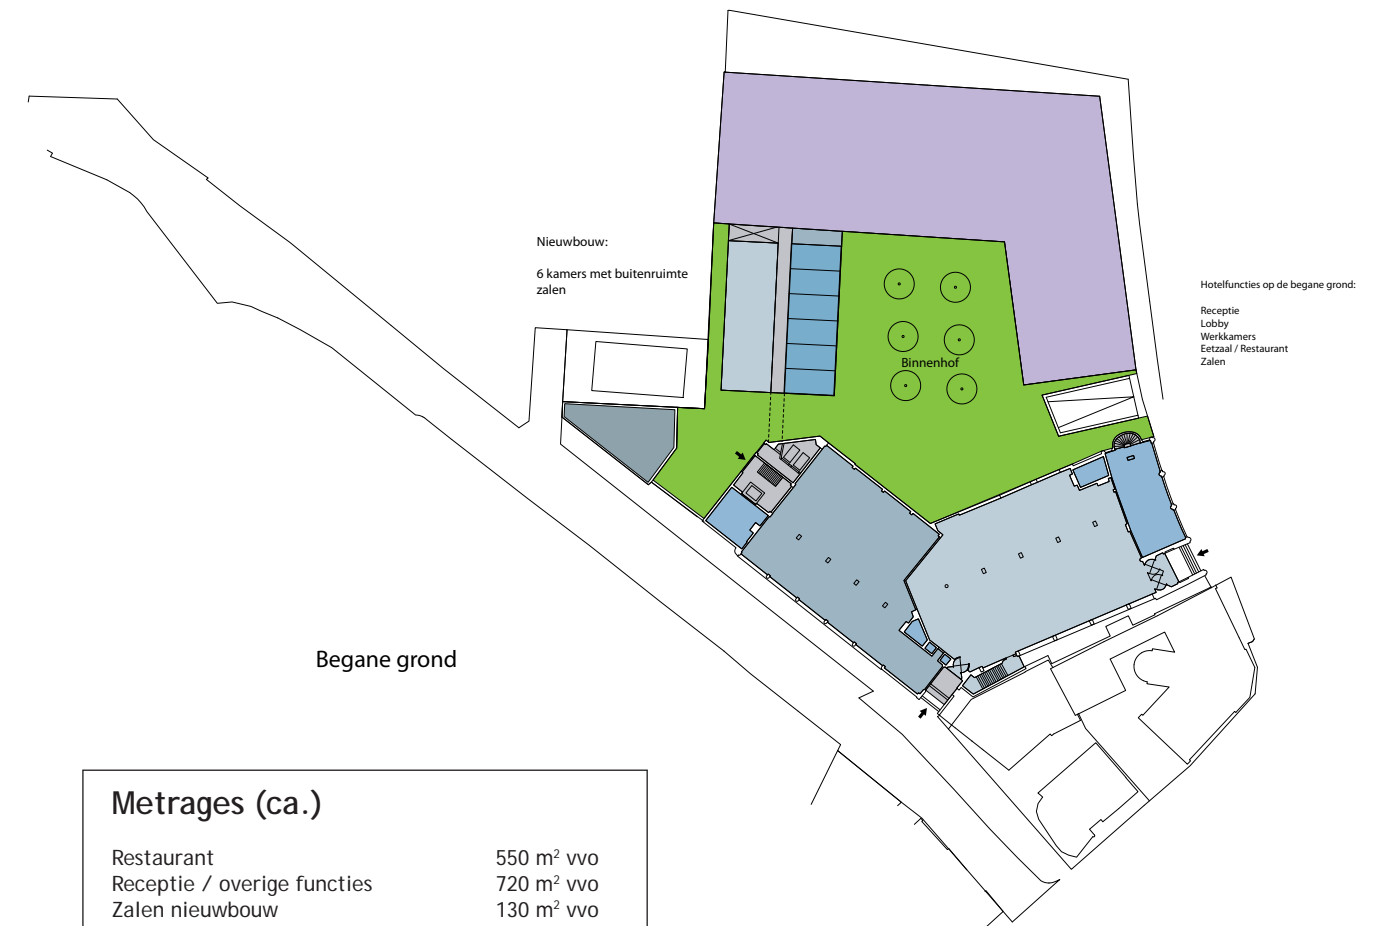 Nieuwbouw:
6 kamers met buitenruimte
zalen
Hotelfuncties op de begane grond:
Receptie
Lobby
Werkkamers
Eetzaal / Restaurant
Zalen
Binnenhof
Begane grond
Metrages (ca.)
Restaurant 550 m² vvo
Receptie / overige functies 720 m² vvo
Zalen nieuwbouw 130 m² vvo